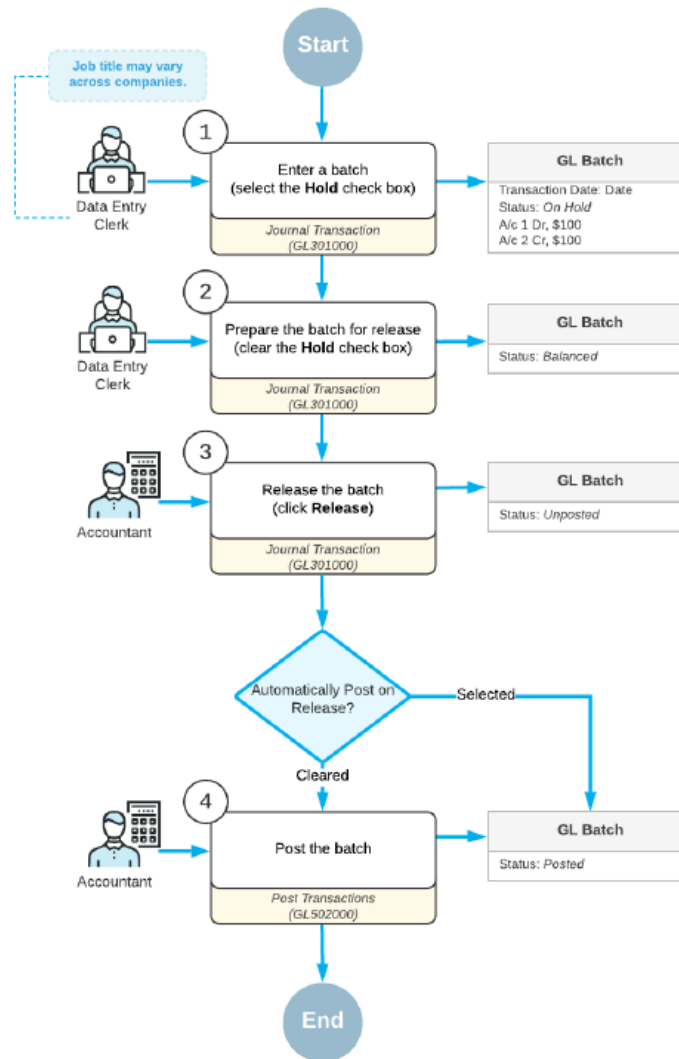 Start
Job title may vary
across companies.
1
Enter a batch
(select the Hold check box)
Journal Transaction
(GL301000)
Data Entry
Clerk
GL Batch
Transaction Date: Date
Status: On Hold
A/c 1 Dr, $100
A/c 2 Cr, $100
2
Prepare the batch for release
(clear the Hold check box)
Journal Transaction
(GL301000)
Data Entry
Clerk
GL Batch
Status: Balanced
3
Release the batch
(click Release)
Journal Transaction
(GL301000)
Accountant
GL Batch
Status: Unposted
Automatically Post on
Release?
Selected
Cleared
4
Post the batch
Post Transactions
(GL502000)
Accountant
GL Batch
Status: Posted
End